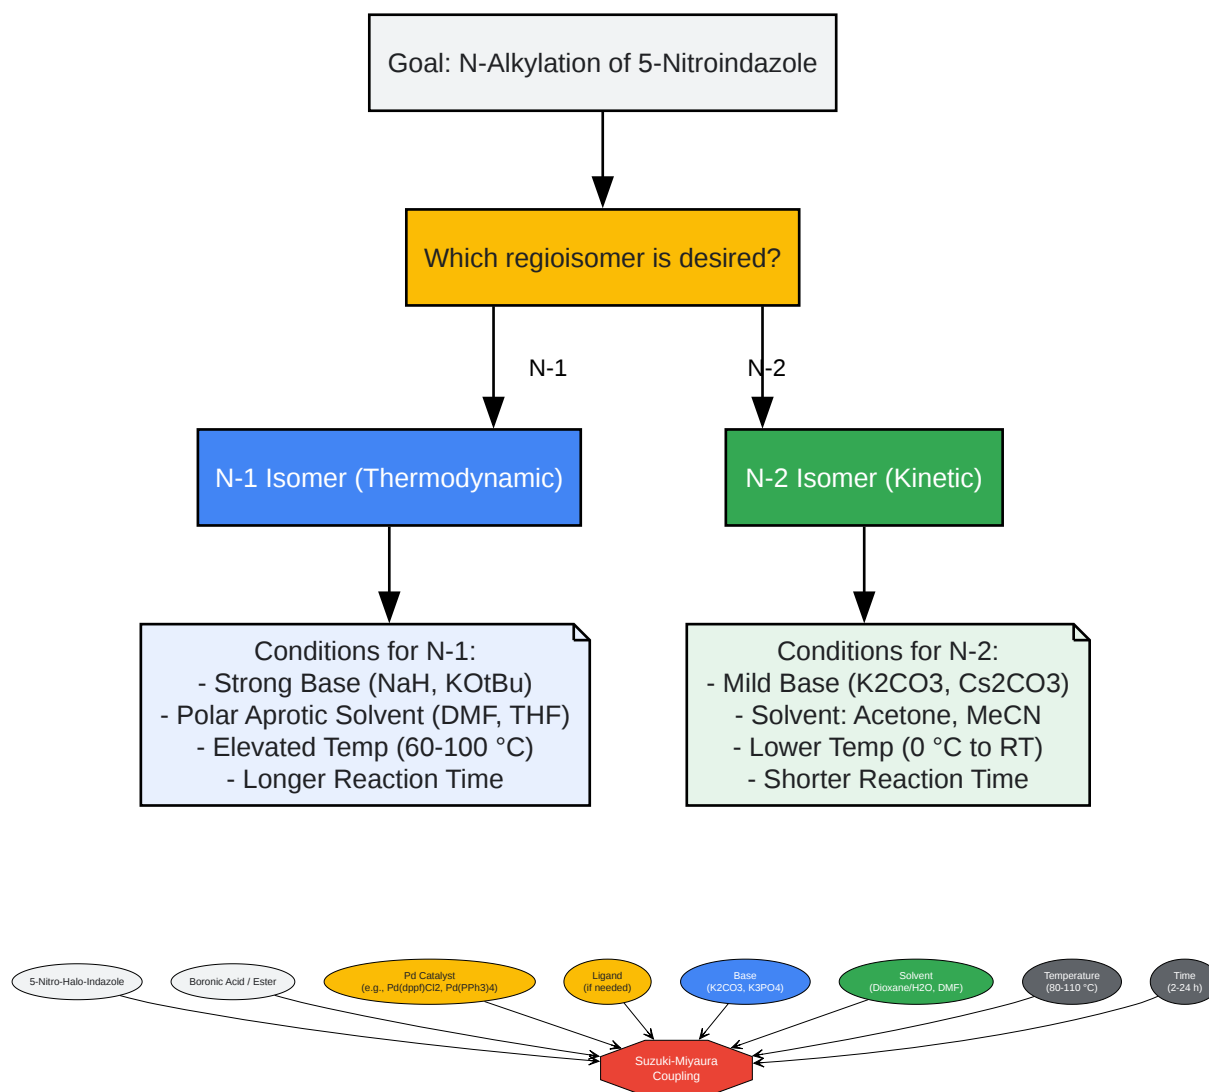 Goal: N-Alkylation of 5-Nitroindazole
Which regioisomer is desired?
N-1
N-2
N-1 Isomer (Thermodynamic)
N-2 Isomer (Kinetic)
Conditions for N-1:
- Strong Base (NaH, KOtBu)
- Polar Aprotic Solvent (DMF, THF)
- Elevated Temp (60-100 °C)
- Longer Reaction Time
Conditions for N-2:
- Mild Base (K2CO3, Cs2CO3)
- Solvent: Acetone, MeCN
- Lower Temp (0 °C to RT)
- Shorter Reaction Time
5-Nitro-Halo-Indazole
Boronic Acid / Ester
Pd Catalyst
(e.g., Pd(dppf)Cl2, Pd(PPh3)4)
Ligand
(if needed)
Base
(K2CO3, K3PO4)
Solvent
(Dioxane/H2O, DMF)
Temperature
(80-110 °C)
Time
(2-24 h)
Suzuki-Miyaura
Coupling